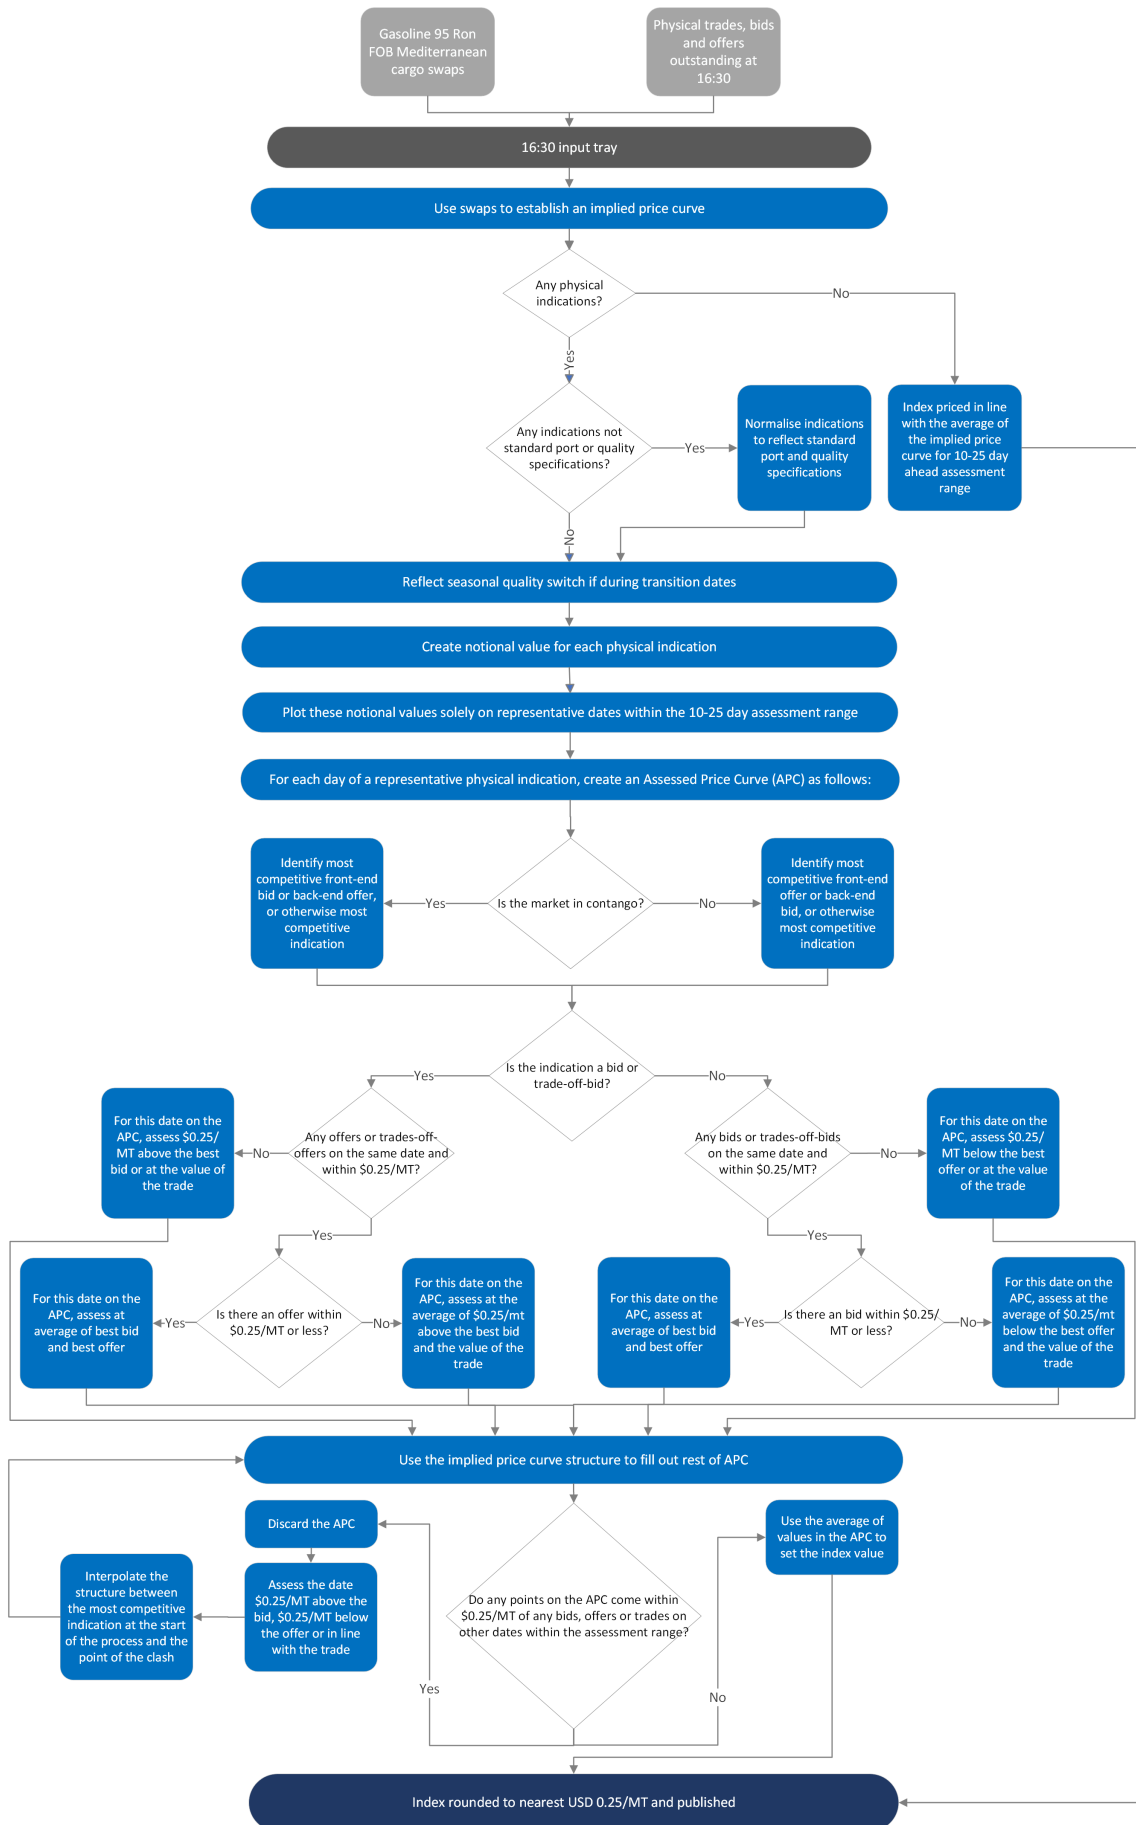 Gasoline 95 Ron
FOB Mediterranean
cargo swaps
Physical trades, bids
and offers
outstanding at
16:30
16:30 input tray
Use swaps to establish an implied price curve
Any physical
indications?
No
Yes
Any indications not
standard port or quality
specifications?
Yes
Normalise indications
to reflect standard
port and quality
specifications
Index priced in line
with the average of
the implied price
curve for 10-25 day
ahead assessment
range
No
Reflect seasonal quality switch if during transition dates
Create notional value for each physical indication
Plot these notional values solely on representative dates within the 10-25 day assessment range
For each day of a representative physical indication, create an Assessed Price Curve (APC) as follows:
Identify most
competitive front-end
bid or back-end offer,
or otherwise most
competitive
indication
Yes
Is the market in contango?
No
Identify most
competitive front-end
offer or back-end
bid, or otherwise
most competitive
indication
Is the indication a bid or
trade-off-bid?
Yes
No
For this date on the
APC, assess $0.25/
MT above the best
bid or at the value of
the trade
No
Any offers or trades-off-
offers on the same date and
within $0.25/MT?
Any bids or trades-off-bids
on the same date and
within $0.25/MT?
No
For this date on the
APC, assess $0.25/
MT below the best
offer or at the value
of the trade
Yes
Yes
For this date on the
APC, assess at
average of best bid
and best offer
Yes
Is there an offer within
$0.25/MT or less?
No
For this date on the
APC, assess at the
average of $0.25/mt
above the best bid
and the value of the
trade
For this date on the
APC, assess at
average of best bid
and best offer
Yes
Is there an bid within $0.25/
MT or less?
No
For this date on the
APC, assess at the
average of $0.25/mt
below the best offer
and the value of the
trade
Use the implied price curve structure to fill out rest of APC
Discard the APC
Use the average of
values in the APC to
set the index value
Interpolate the
structure between
the most competitive
indication at the start
of the process and the
point of the clash
Assess the date
$0.25/MT above the
bid, $0.25/MT below
the offer or in line
with the trade
Do any points on the APC come within
$0.25/MT of any bids, offers or trades on
other dates within the assessment range?
Yes
No
Index rounded to nearest USD 0.25/MT and published